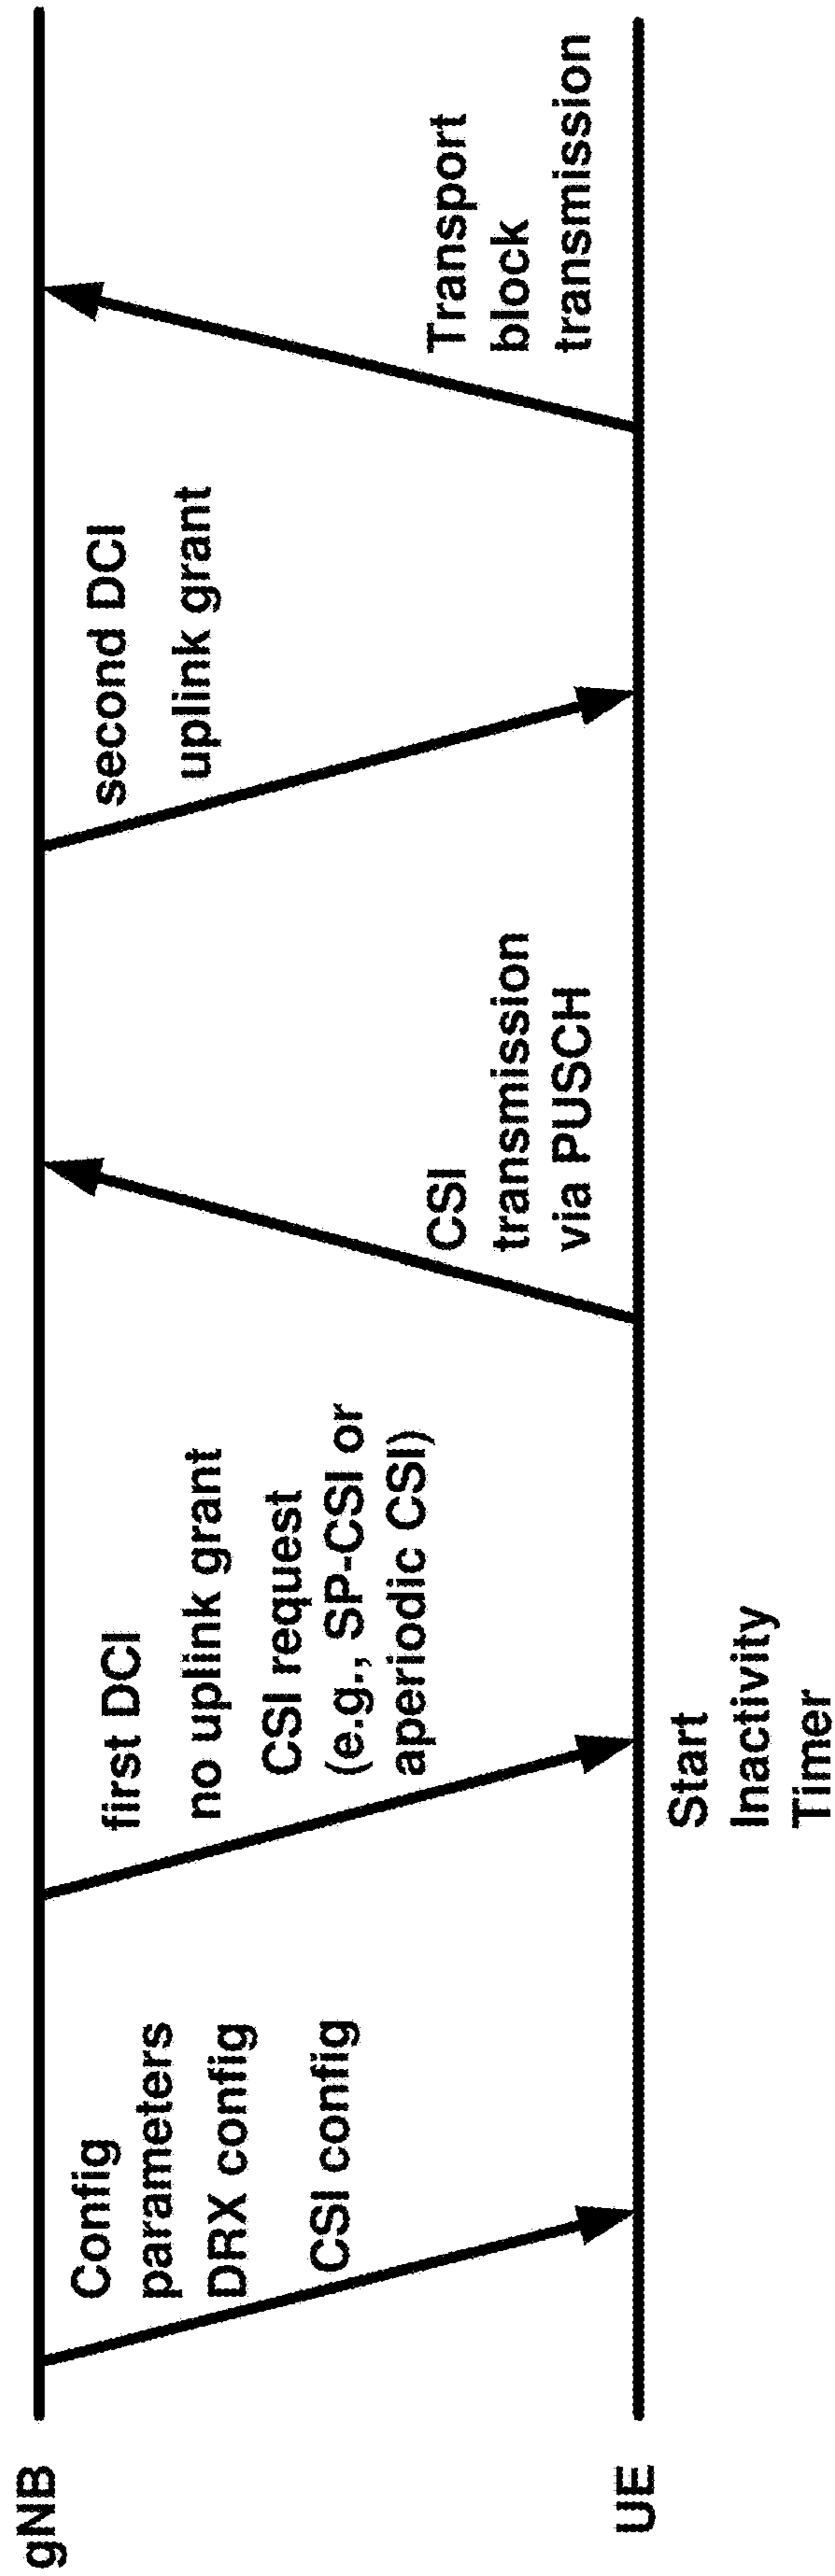 gNB
Config
parameters
DRX config
CSI config
first DCI
no uplink grant
CSI request
(e.g., SP-CSI or
aperiodic CSI)
CSI
transmission
via PUSCH
second DCI
uplink grant
Transport
block
transmission
UE
Start
Inactivity
Timer